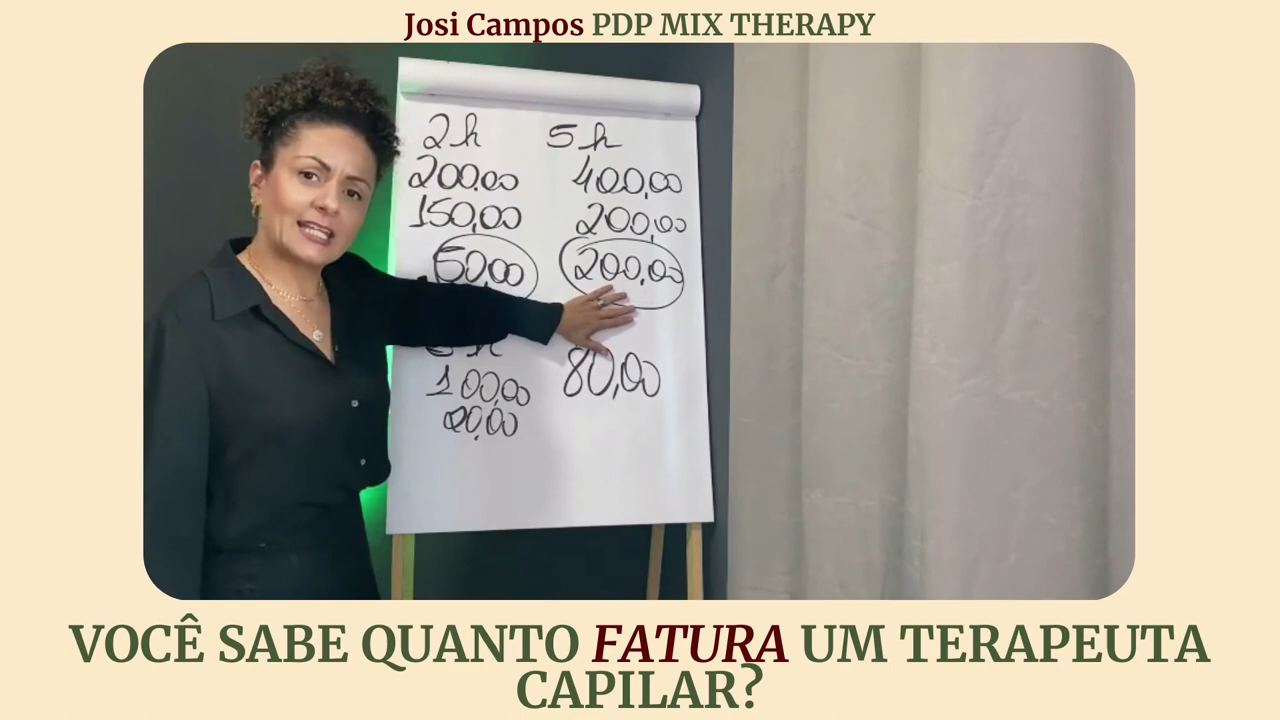 Josi Campos PDP MIX THERAPY
2h 5h
200,00 400,00
150,00 200,00
50,00 200,00
80,00
100,00
20,00
VOCÊ SABE QUANTO FATURA UM TERAPEUTA
CAPILAR?